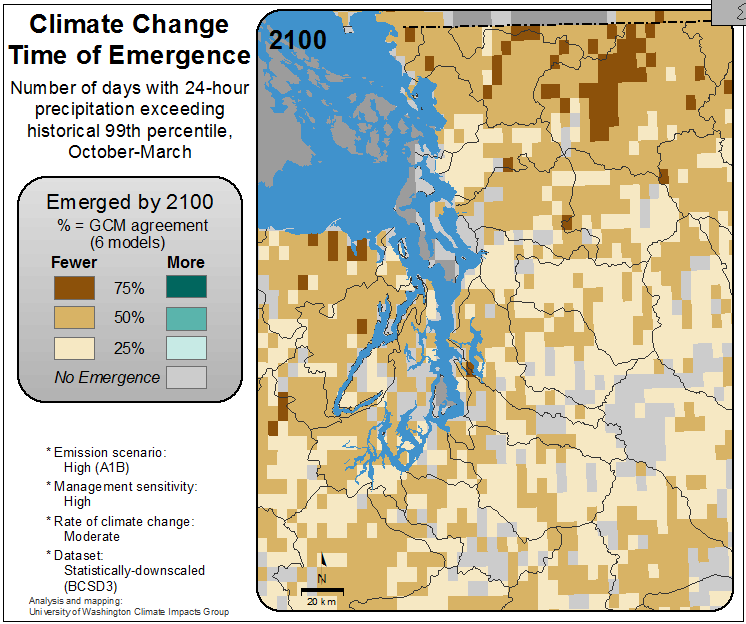 Climate Change
Time of Emergence
Number of days with 24-hour
precipitation exceeding
historical 99th percentile,
October-March
Emerged by 2100
% = GCM agreement
(6 models)
Fewer More
75%
50%
25%
No Emergence
* Emission scenario:
High (A1B)
* Management sensitivity:
High
* Rate of climate change:
Moderate
* Dataset:
Statistically-downscaled
(BCSD3)
Analysis and mapping:
University of Washington Climate Impacts Group
2100
N
20 km